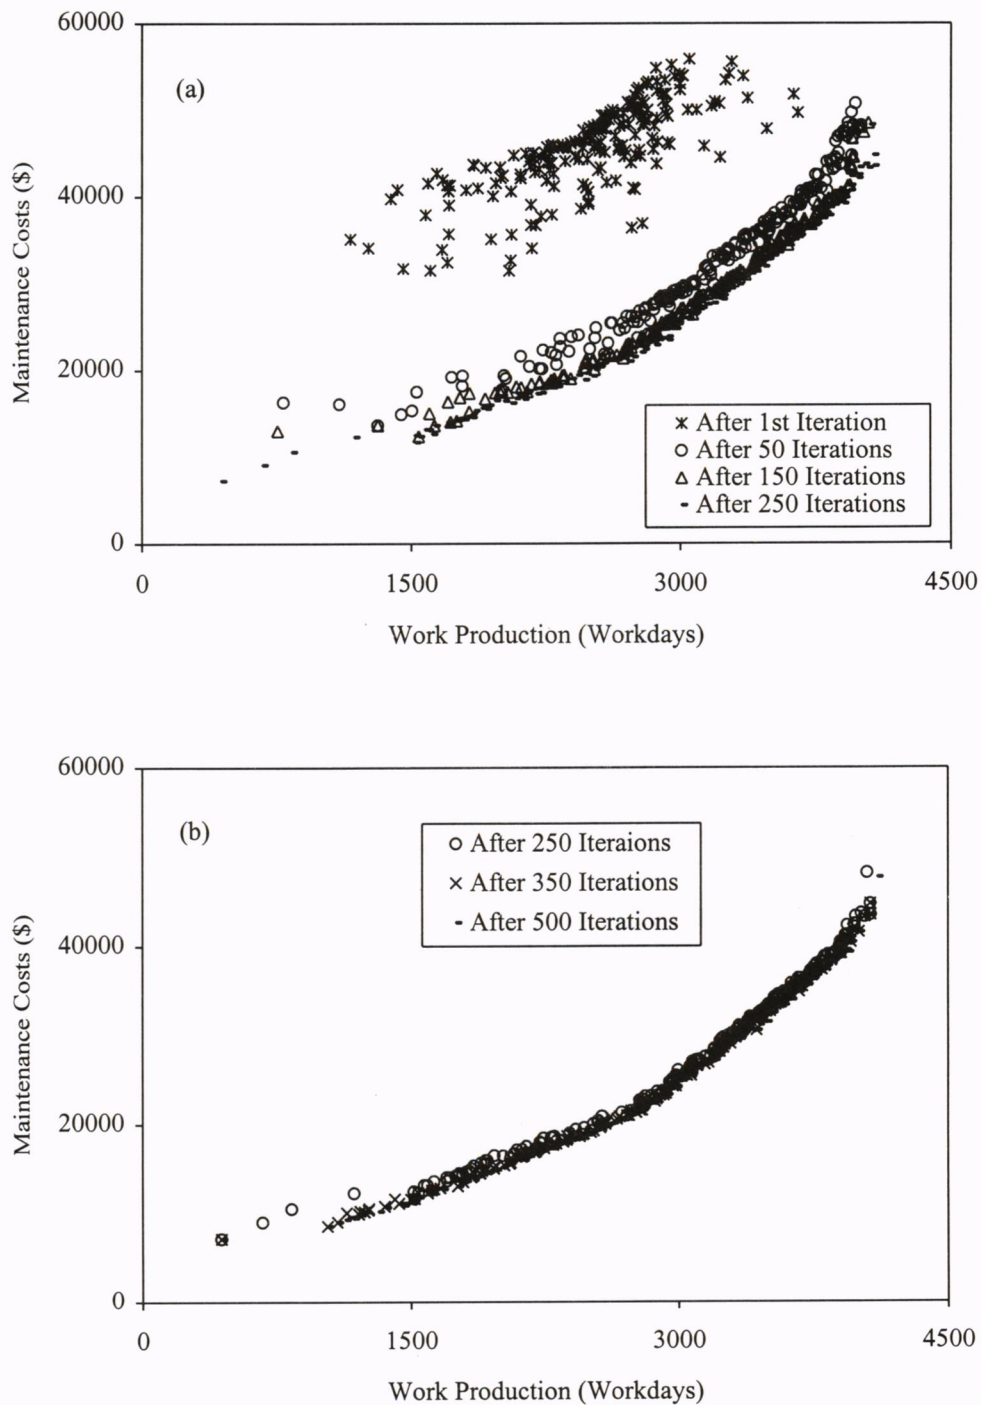 60000
(a)
40000
Maintenance Costs ($)
20000
0
After 1st Iteration
After 50 Iterations
After 150 Iterations
After 250 Iterations
0 1500 3000 4500
Work Production (Workdays)
60000
(b)
After 250 Iteraions
After 350 Iterations
After 500 Iterations
40000
Maintenance Costs ($)
20000
0
0 1500 3000 4500
Work Production (Workdays)